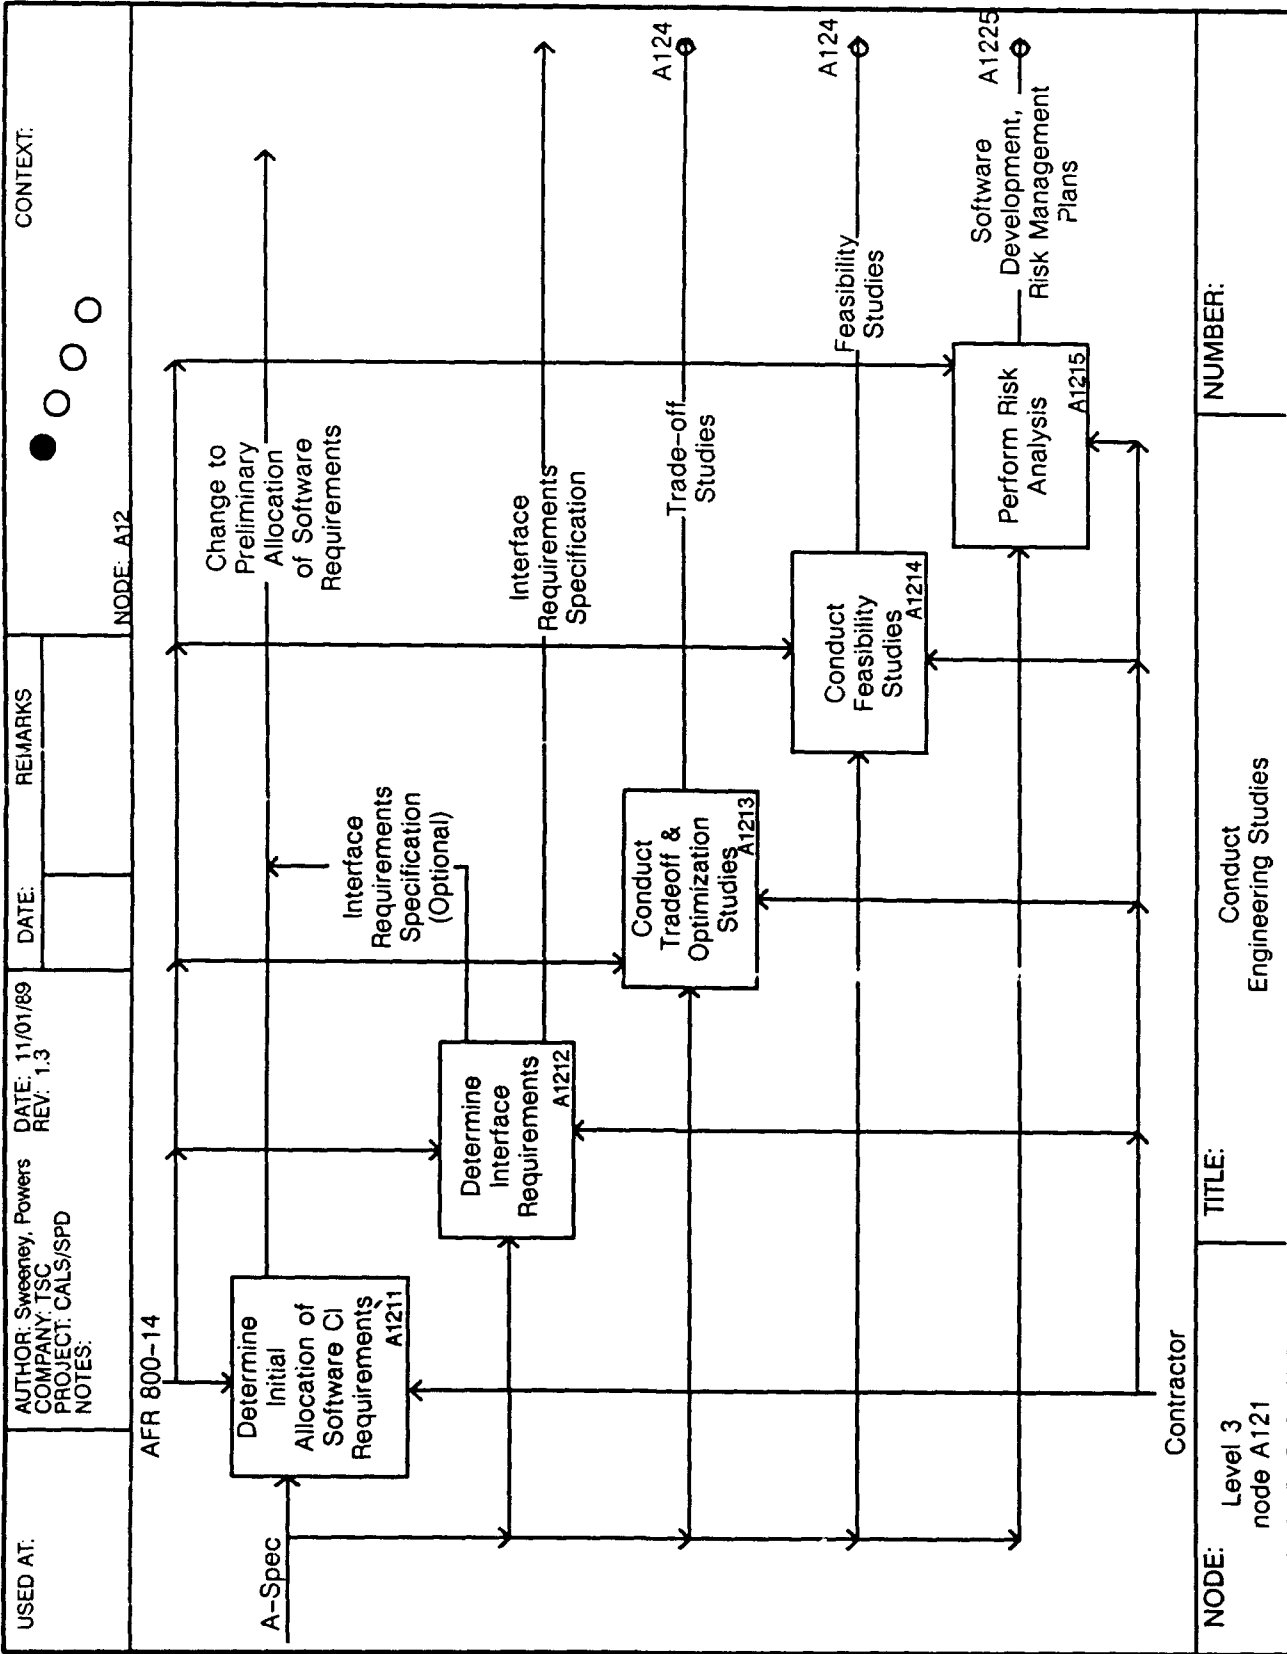 USED AT:
AUTHOR: Sweeney, Powers
DATE: 11/01/89
COMPANY: TSC
REV: 1.3
PROJECT: CALS/SPD
NOTES:
DATE:
REMARKS
CONTEXT:
NODE: A12
AFR 800-14
A-Spec
Determine
Initial
Allocation of
Software CI
Requirements
A1211
Change to
Preliminary
Allocation
of Software
Requirements
Determine
Interface
Requirements
A1212
Interface
Requirements
Specification
(Optional)
Interface
Requirements
Specification
Conduct
Tradeoff &
Optimization
Studies
A1213
Trade-off
Studies
A124
Conduct
Feasibility
Studies
A1214
Feasibility
Studies
A124
Perform Risk
Analysis
A1215
Software
Development,
Risk Management
Plans
A1225
Contractor
NODE:
Level 3
node A121
TITLE:
Conduct
Engineering Studies
NUMBER: